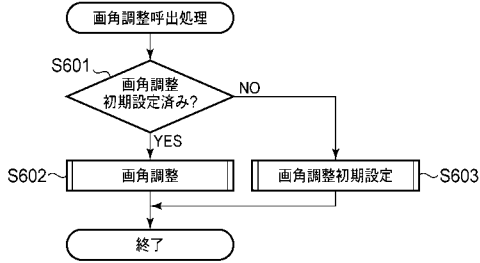 画角調整呼出処理
S601
画角調整
初期設定済み?
NO
YES
S602
画角調整
画角調整初期設定
S603
終了